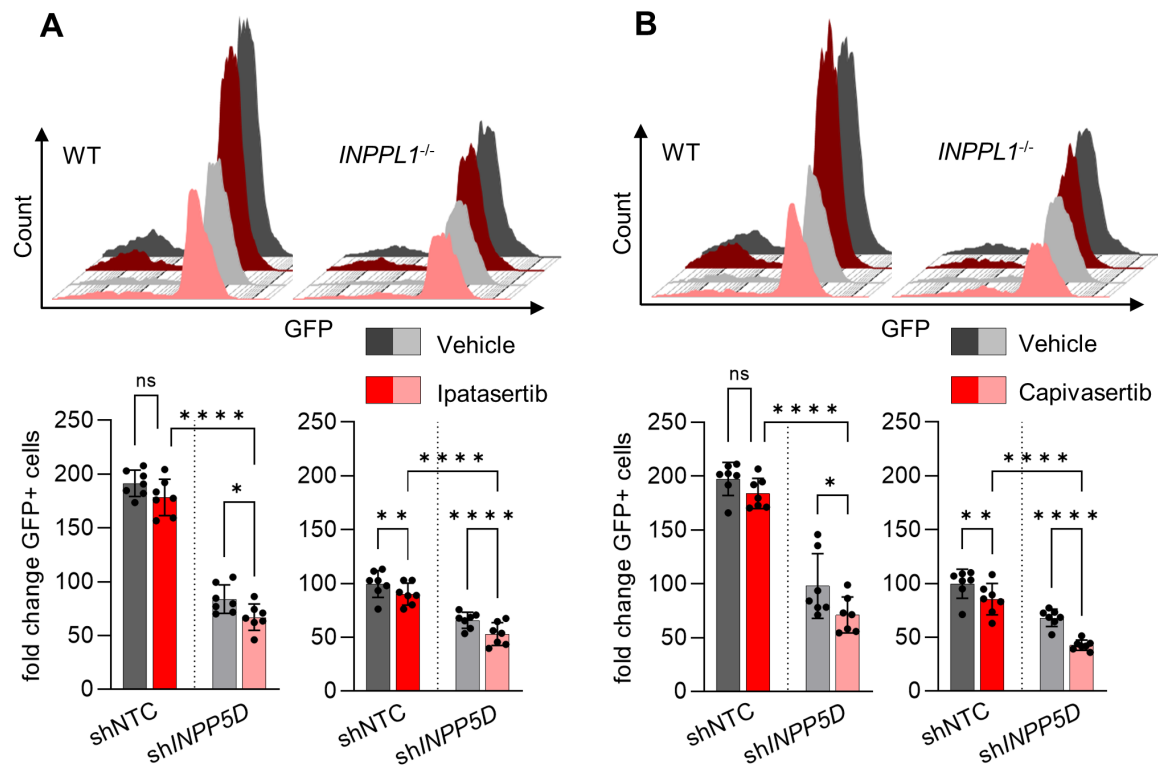 A
WT
INPPL1-/-
Count
GFP
Vehicle
Ipatasertib
fold change GFP+ cells
250
200
150
100
50
0
ns
* * * *
*
shNTC
shINPP5D
250
200
150
100
50
0
* * * *
* *
* * * *
shNTC
shINPP5D
B
WT
INPPL1-/-
Count
GFP
Vehicle
Capivasertib
fold change GFP+ cells
250
200
150
100
50
0
ns
* * * *
*
shNTC
shINPP5D
250
200
150
100
50
0
* * * *
* *
* * * *
shNTC
shINPP5D